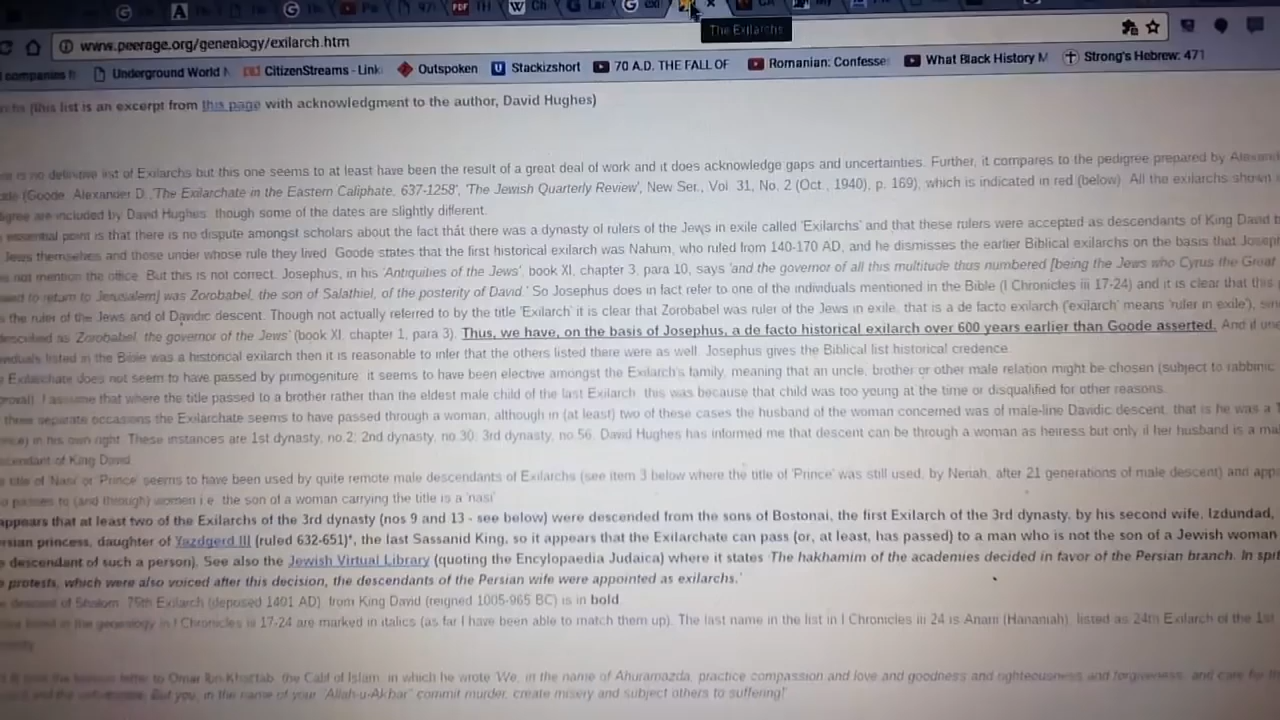 The Exilarchs
www.peerage.org/genealogy/exilarch.htm
companies Underground World CitizenStreams - Link Outspoken Stackizshort 70 A.D. THE FALL OF Romanian: Confesse What Black History M Strong's Hebrew: 471
(this list is an excerpt from this page with acknowledgment to the author, David Hughes)
is no definitive list of Exilarchs but this one seems to at least have been the result of a great deal of work and it does acknowledge gaps and uncertainties. Further, it compares to the pedigree prepared by
(Goode, Alexander D., 'The Exilarchate in the Eastern Caliphate, 637-1258', 'The Jewish Quarterly Review', New Ser., Vol. 31, No. 2 (Oct., 1940), p. 169), which is indicated in red (below). All the exilarchs shown
are included by David Hughes, though some of the dates are slightly different.
essential point is that there is no dispute amongst scholars about the fact that there was a dynasty of rulers of the Jews in exile called 'Exilarchs' and that these rulers were accepted as descendants of King David
Jews themselves and those under whose rule they lived. Goode states that the first historical exilarch was Nahum, who ruled from 140-170 AD, and he dismisses the earlier Biblical exilarchs on the basis that
not mention the office. But this is not correct. Josephus, in his 'Antiquities of the Jews', book XI, chapter 3, para 10, says 'and the governor of all this multitude thus numbered [being the Jews who Cyrus the Great
to return to Jerusalem] was Zorobabel, the son of Salathiel, of the posterity of David.' So Josephus does in fact refer to one of the individuals mentioned in the Bible (I Chronicles iii 17-24) and it is clear that this
the ruler of the Jews and of Davidic descent. Though not actually referred to by the title 'Exilarch' it is clear that Zorobabel was ruler of the Jews in exile, that is a de facto exilarch ('exilarch' means 'ruler in exile'),
described as 'Zorobabel, the governor of the Jews' (book XI, chapter 1, para 3). Thus, we have, on the basis of Josephus, a de facto historical exilarch over 600 years earlier than Goode asserted. And if
listed in the Bible was a historical exilarch then it is reasonable to infer that the others listed there were as well. Josephus gives the Biblical list historical credence.
Exilarchate does not seem to have passed by primogeniture: it seems to have been elective amongst the Exilarch's family, meaning that an uncle, brother or other male relation might be chosen (subject to rabbinic
I assume that where the title passed to a brother rather than the eldest male child of the last Exilarch, this was because that child was too young at the time or disqualified for other reasons.
three separate occasions the Exilarchate seems to have passed through a woman, although in (at least) two of these cases the husband of the woman concerned was of male-line Davidic descent, that is he was a
in his own right. These instances are 1st dynasty, no.2; 2nd dynasty, no.30; 3rd dynasty, no.56. David Hughes has informed me that descent can be through a woman as heiress but only if her husband is a
descendant of King David.
title of 'Nasi' or 'Prince' seems to have been used by quite remote male descendants of Exilarchs (see item 3 below where the title of 'Prince' was still used, by Neriah, after 21 generations of male descent) and
passes to (and through) women i.e. the son of a woman carrying the title is a 'nasi'
appears that at least two of the Exilarchs of the 3rd dynasty (nos 9 and 13 - see below) were descended from the sons of Bostonai, the first Exilarch of the 3rd dynasty, by his second wife, Izdundad,
princess, daughter of Yazdgerd III (ruled 632-651)*, the last Sassanid King, so it appears that the Exilarchate can pass (or, at least, has passed) to a man who is not the son of a Jewish woman
descendant of such a person). See also the Jewish Virtual Library (quoting the Encyclopaedia Judaica) where it states 'The hakhamim of the academies decided in favor of the Persian branch. In
protests, which were also voiced after this decision, the descendants of the Persian wife were appointed as exilarchs.'
descent of Shalom, 75th Exilarch (deposed 1401 AD), from King David (reigned 1005-965 BC) is in bold
in the genealogy in I Chronicles iii 17-24 are marked in italics (as far I have been able to match them up). The last name in the list in I Chronicles iii 24 is Anani (Hananiah), listed as 24th Exilarch of the 1st
letter to Omar Ibn-Khattab, the Calif of Islam, in which he wrote 'We, in the name of Ahuramazda, practice compassion and love and goodness and righteousness and forgiveness, and care for
But you, in the name of your "Allah-u-Akbar" commit murder, create misery and subject others to suffering!'